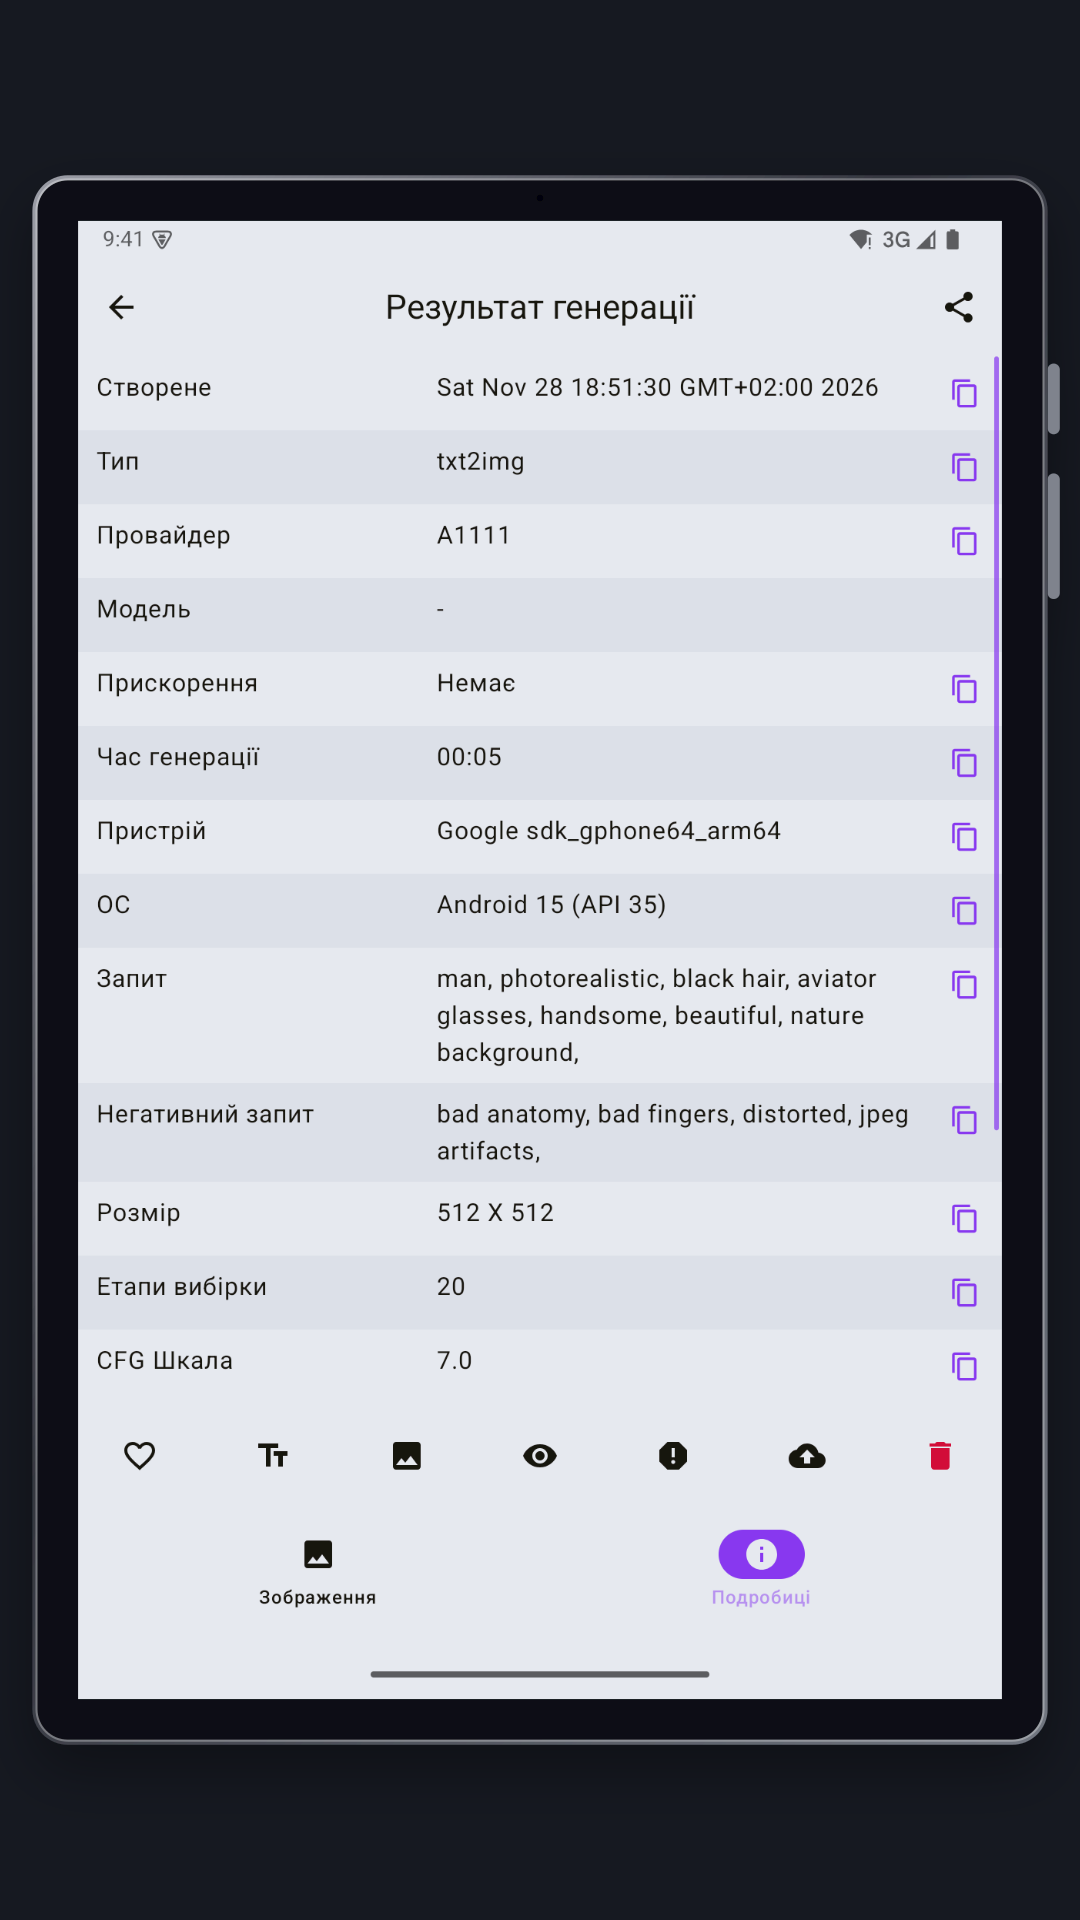 9:41
3G
Результат генерації
Створене
Sat Nov 28 18:51:30 GMT+02:00 2026
Тип
txt2img
Провайдер
A1111
Модель
-
Прискорення
Немає
Час генерації
00:05
Пристрій
Google sdk_gphone64_arm64
ОС
Android 15 (API 35)
Запит
man, photorealistic, black hair, aviator
glasses, handsome, beautiful, nature
background,
Негативний запит
bad anatomy, bad fingers, distorted, jpeg
artifacts,
Розмір
512 X 512
Етапи вибірки
20
CFG Шкала
7.0
Зображення
Подробиці